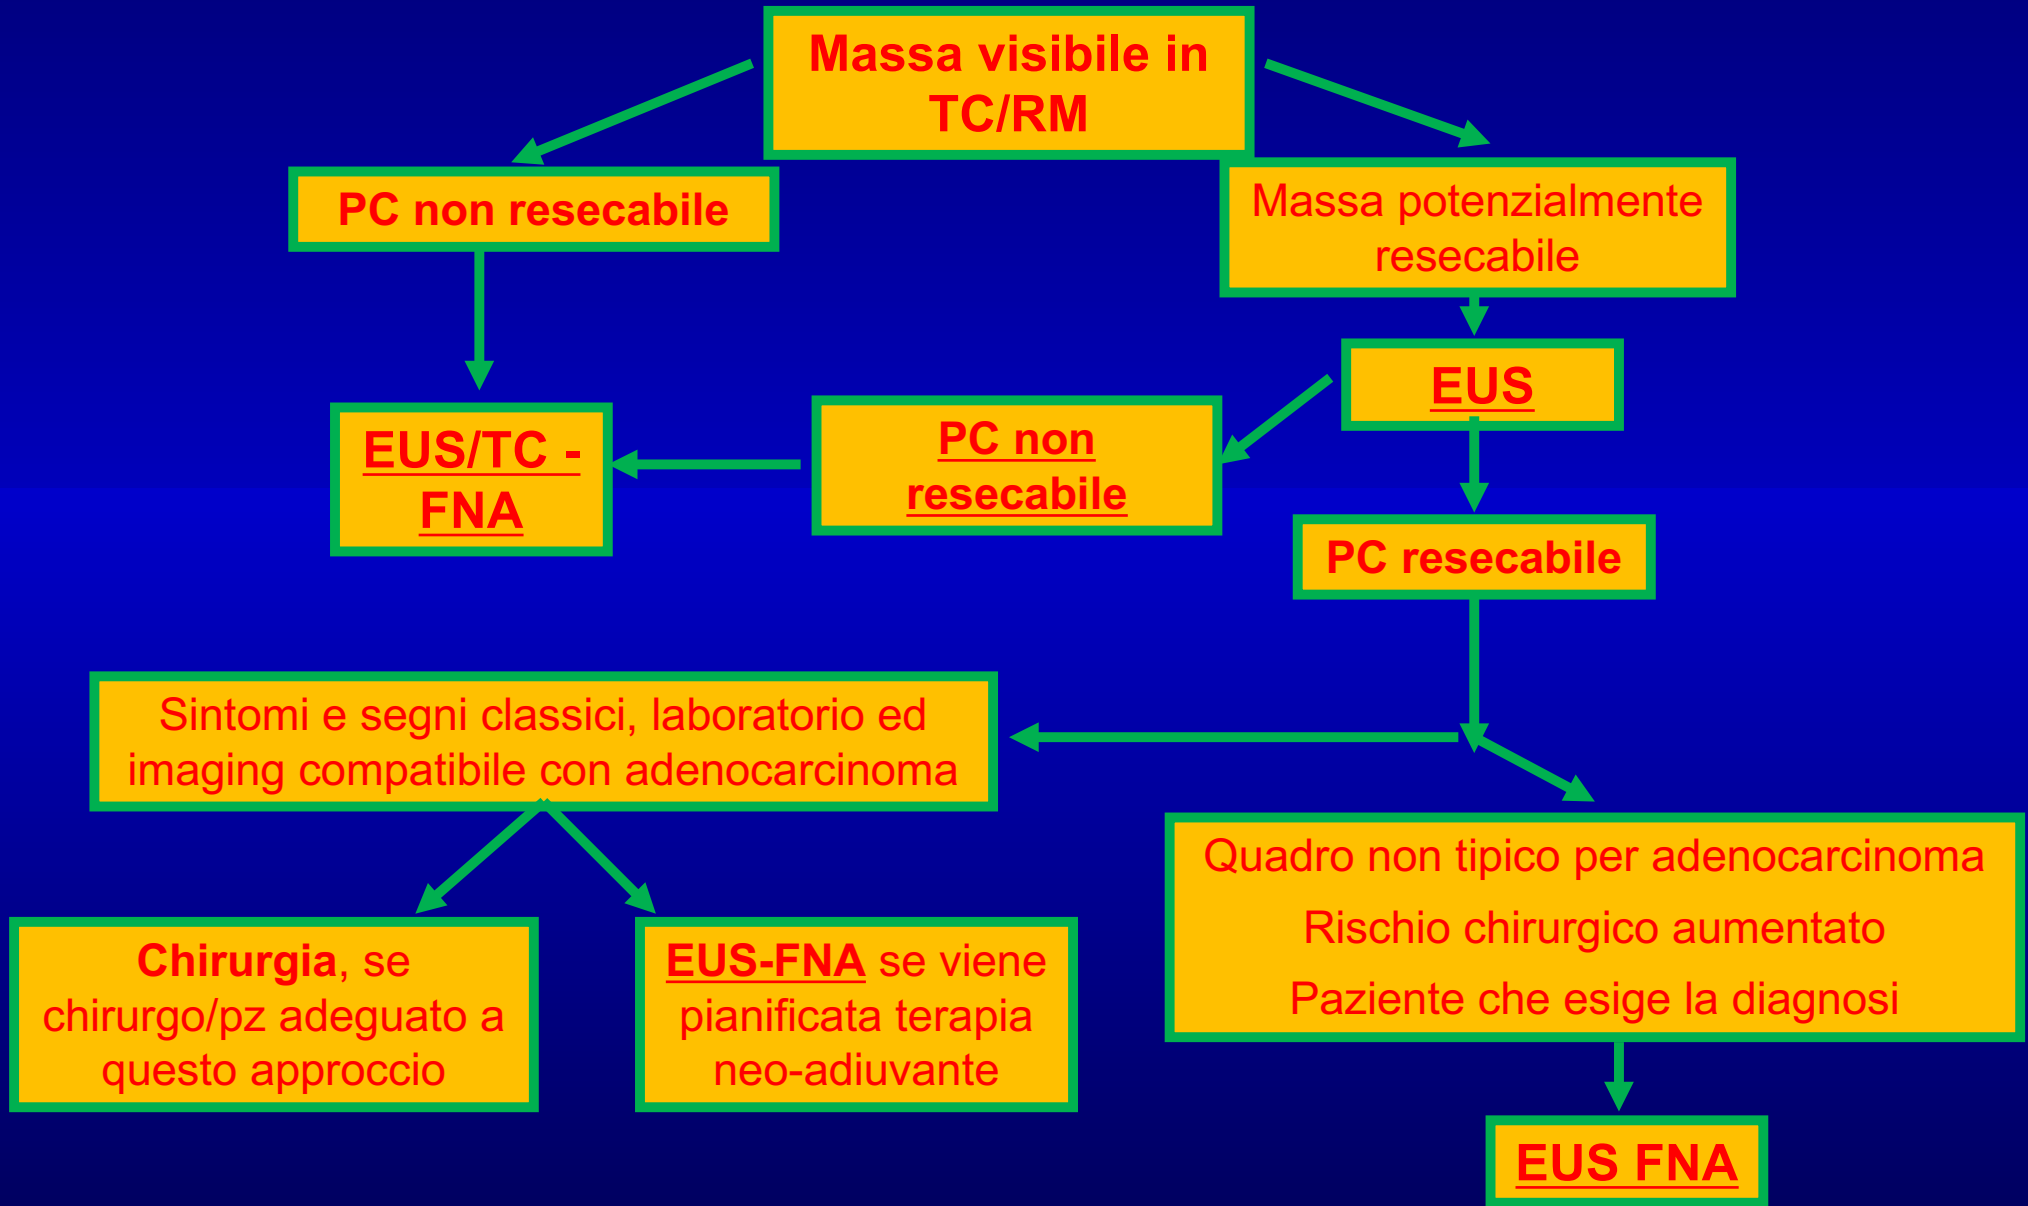 Massa visibile in
TC/RM
PC non resecabile
Massa potenzialmente
resecabile
EUS
EUS/TC -
FNA
PC non
resecabile
PC resecabile
Sintomi e segni classici, laboratorio ed
imaging compatibile con adenocarcinoma
Quadro non tipico per adenocarcinoma
Rischio chirurgico aumentato
Paziente che esige la diagnosi
Chirurgia, se
chirurgo/pz adeguato a
questo approccio
EUS-FNA se viene
pianificata terapia
neo-adiuvante
EUS FNA